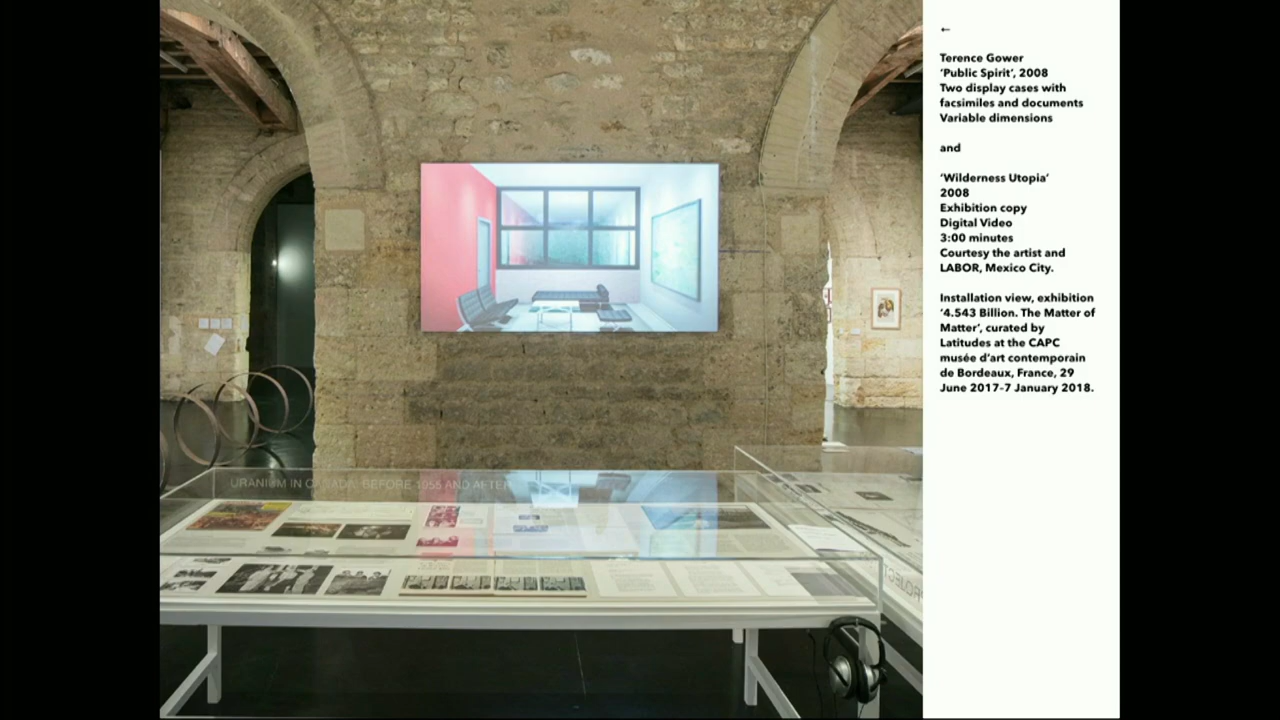 ←
Terence Gower
‘Public Spirit’, 2008
Two display cases with
facsimiles and documents
Variable dimensions
and
‘Wilderness Utopia’
2008
Exhibition copy
Digital Video
3:00 minutes
Courtesy the artist and
LABOR, Mexico City.
Installation view, exhibition
‘4.543 Billion. The Matter of
Matter’, curated by
Latitudes at the CAPC
musée d’art contemporain
de Bordeaux, France, 29
June 2017–7 January 2018.
URANIUM IN CANADA: BEFORE 1955 AND AFTER